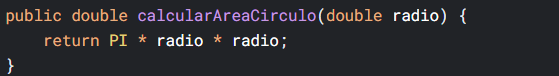 public double calcularAreaCirculo(double radio) {
    return PI * radio * radio;
}